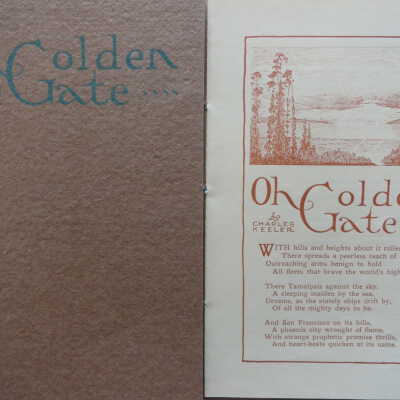 Golden
Gate ....
Oh Golde
Gate
by
CHARLES
KEELER
WITH hills and heights about it rolle
There spreads a peerless reach of
Outreaching arms benign to hold
All fleets that brave the world's high
There Tamalpais against the sky,
A sleeping maiden by the sea,
Dreams, as the stately ships drift by,
Of all the mighty days to be.
And San Francisco on its hills,
A phoenix city wrought of flame,
With strange prophetic promise thrills,
And heart-beats quicken at its name.